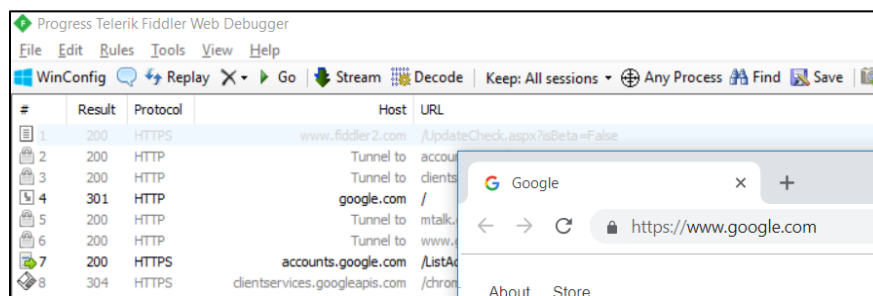 Progress Telerik Fiddler Web Debugger
File Edit Rules Tools View Help
WinConfig Replay Go Stream Decode Keep: All sessions Any Process Find Save
# Result Protocol Host URL
1 200 HTTPS www.fiddler2.com /UpdateCheck.aspx?isBeta=False
2 200 HTTP Tunnel to accou
3 200 HTTP Tunnel to clients
4 301 HTTP google.com /
5 200 HTTP Tunnel to mtalk.
6 200 HTTP Tunnel to www.g
7 200 HTTPS accounts.google.com /ListAc
8 304 HTTPS clientservices.googleapis.com /chrom
Google
https://www.google.com
About Store